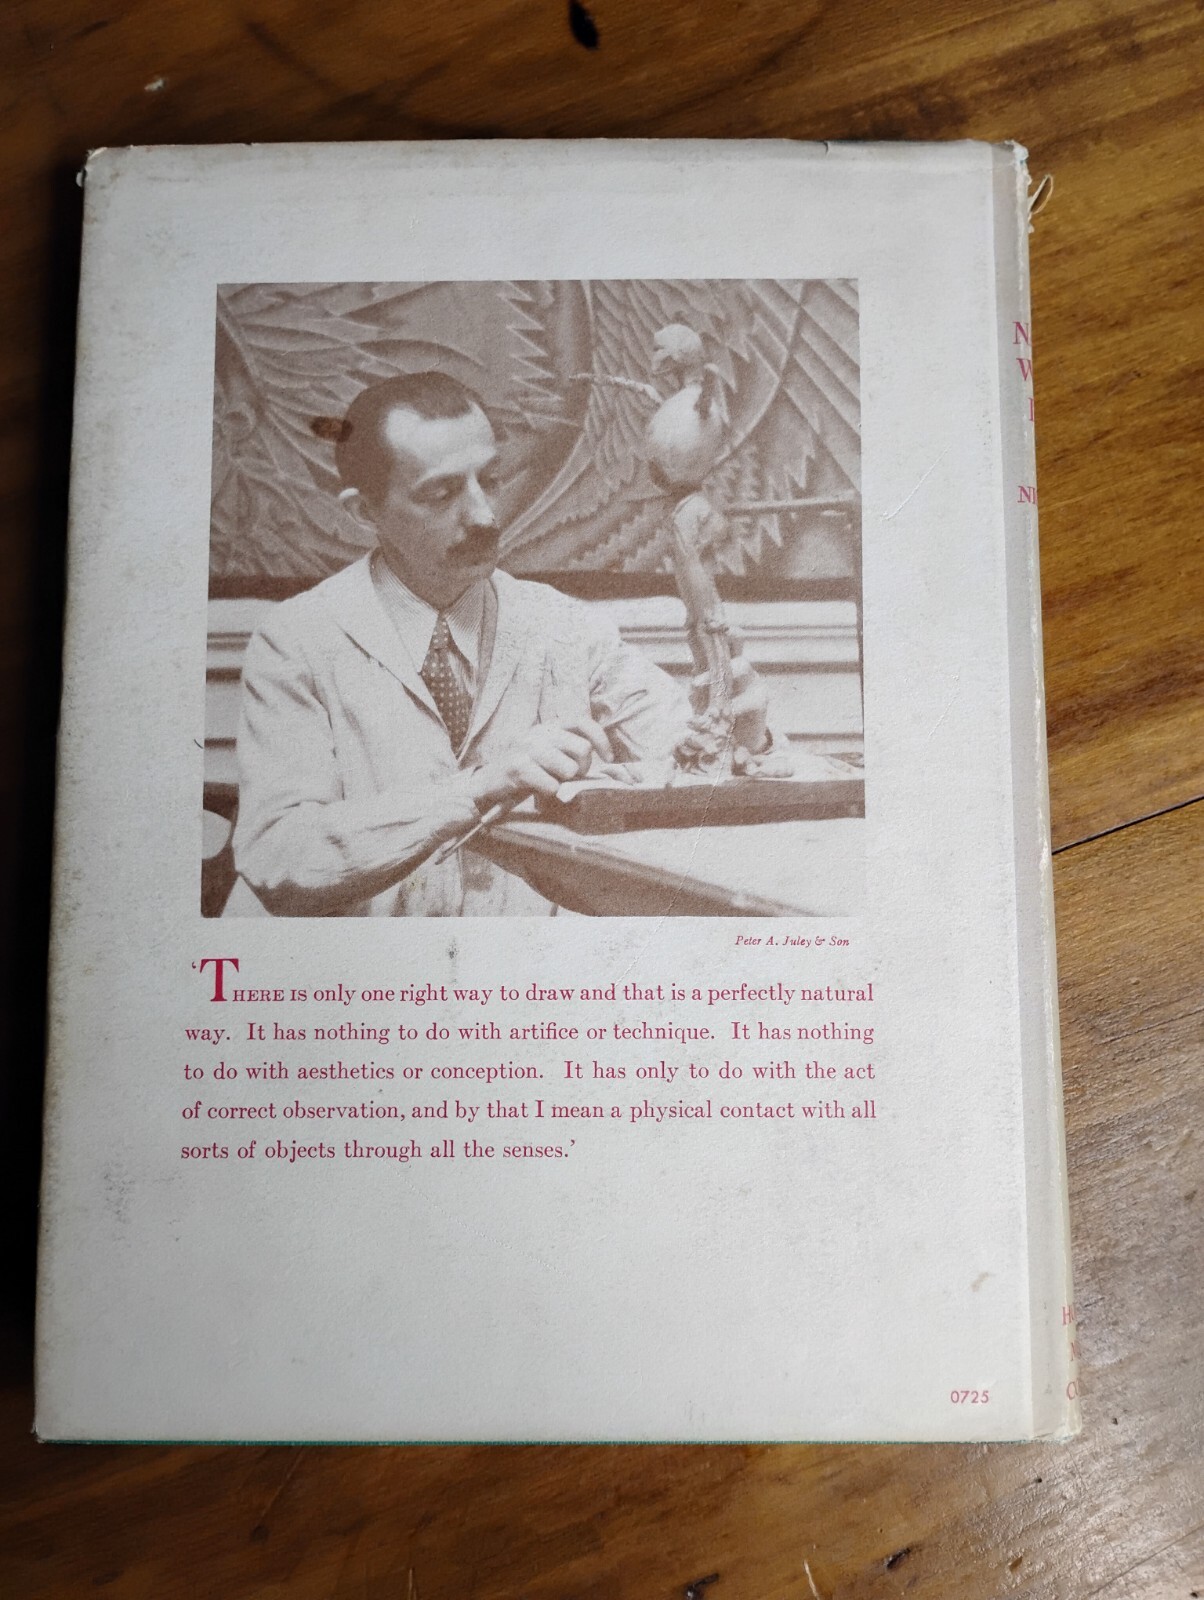 Peter A. Juley & Son
'THERE IS only one right way to draw and that is a perfectly natural
way. It has nothing to do with artifice or technique. It has nothing
to do with aesthetics or conception. It has only to do with the act
of correct observation, and by that I mean a physical contact with all
sorts of objects through all the senses.'
0725